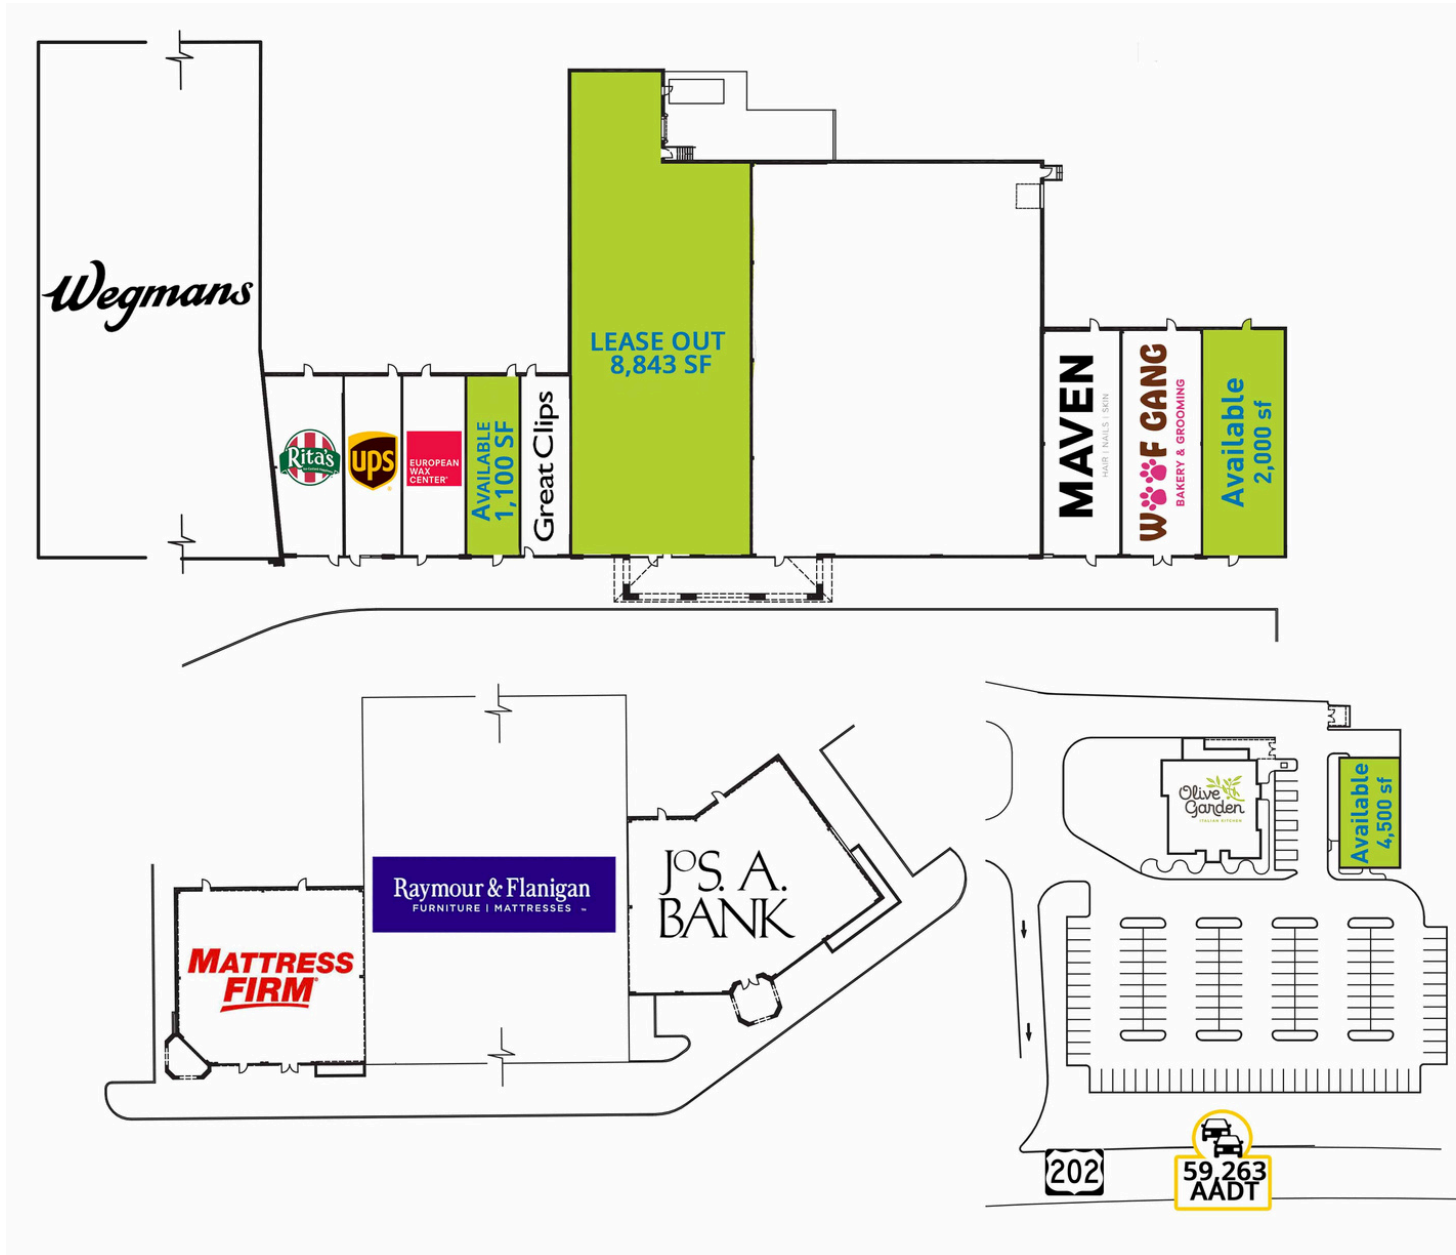 Wegmans
Rita's
ups
EUROPEAN
WAX
CENTER
AVAILABLE
1,100 SF
Great Clips
LEASE OUT
8,843 SF
MAVEN
HAIR | NAILS | SKIN
WOOF GANG
BAKERY & GROOMING
Available
2,000 sf
MATTRESS
FIRM
Raymour & Flanigan
FURNITURE | MATTRESSES
JOS. A.
BANK
Olive
Garden
ITALIAN KITCHEN
Available
4,500 sf
202
59,263
AADT